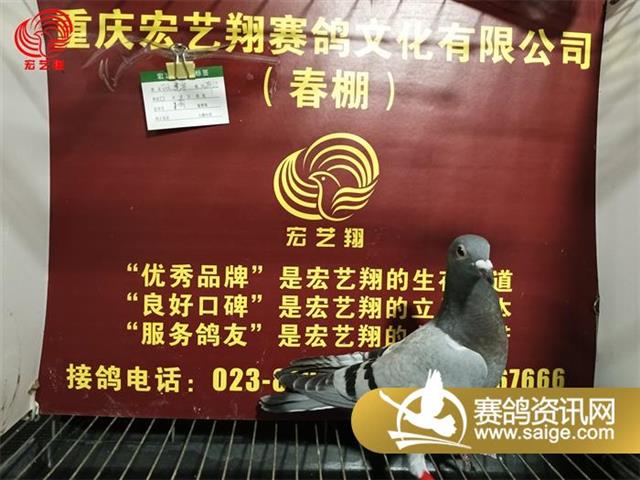 宏艺翔
重庆宏艺翔赛鸽文化有限公司
（春棚）
宏艺翔
“优秀品牌”是宏艺翔的生存 道
“良好口碑”是宏艺翔的立 本
“服务鸽友”是宏艺翔的
接鸽电话：023-8 67666
赛鸽资讯网
www.saige.com